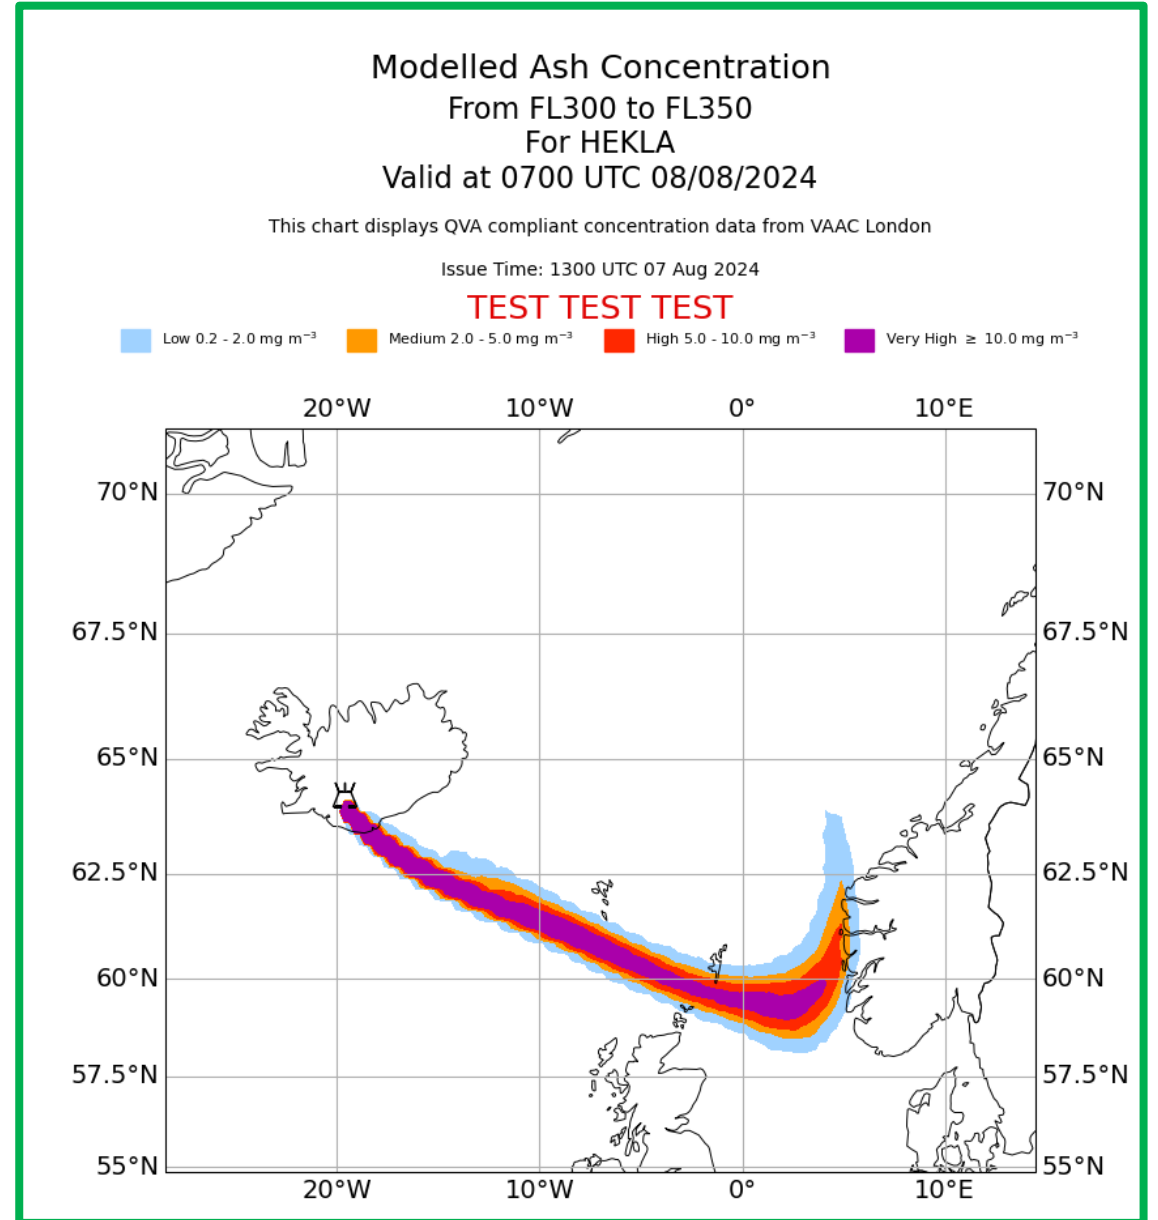 Modelled Ash Concentration
From FL300 to FL350
For HEKLA
Valid at 0700 UTC 08/08/2024
This chart displays QVA compliant concentration data from VAAC London
Issue Time: 1300 UTC 07 Aug 2024
TEST TEST TEST
Low 0.2 - 2.0 mg m⁻³ Medium 2.0 - 5.0 mg m⁻³ High 5.0 - 10.0 mg m⁻³ Very High ≥ 10.0 mg m⁻³
20°W 10°W 0° 10°E
70°N 70°N
67.5°N 67.5°N
65°N 65°N
62.5°N 62.5°N
60°N 60°N
57.5°N 57.5°N
55°N 55°N
20°W 10°W 0° 10°E